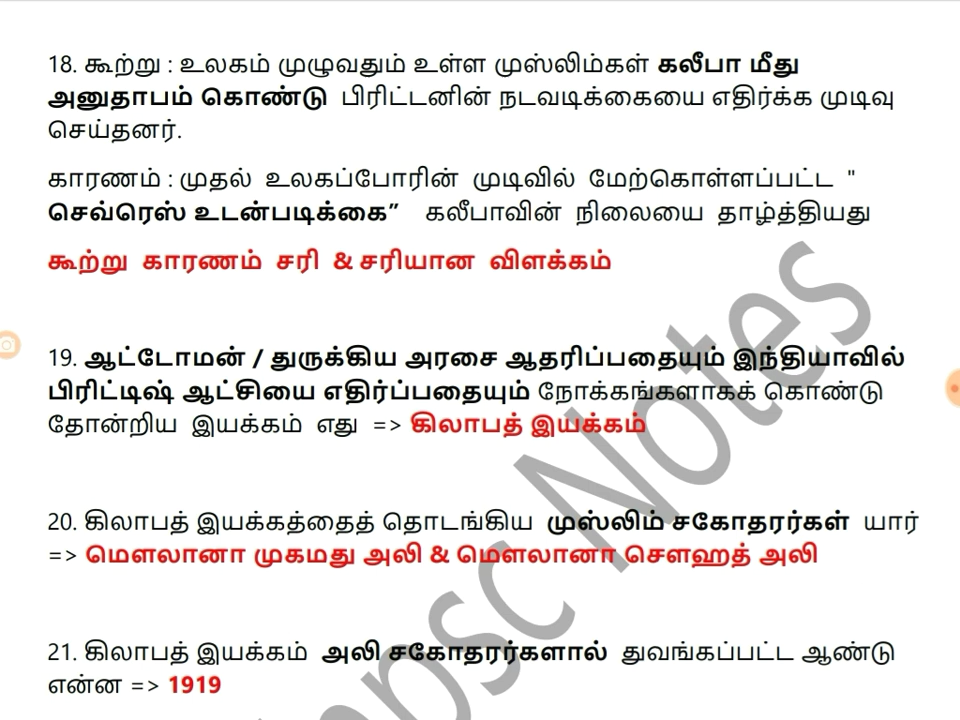 18. கூற்று : உலகம் முழுவதும் உள்ள முஸ்லிம்கள் கலீபா மீது
அனுதாபம் கொண்டு பிரிட்டனின் நடவடிக்கையை எதிர்க்க முடிவு
செய்தனர்.
காரணம் : முதல் உலகப்போரின் முடிவில் மேற்கொள்ளப்பட்ட "
செவ்ரெஸ் உடன்படிக்கை” கலீபாவின் நிலையை தாழ்த்தியது
கூற்று காரணம் சரி & சரியான விளக்கம்
19. ஆட்டோமன் / துருக்கிய அரசை ஆதரிப்பதையும் இந்தியாவில்
பிரிட்டிஷ் ஆட்சியை எதிர்ப்பதையும் நோக்கங்களாகக் கொண்டு
தோன்றிய இயக்கம் எது => கிலாபத் இயக்கம்
20. கிலாபத் இயக்கத்தைத் தொடங்கிய முஸ்லிம் சகோதரர்கள் யார்
=> மௌலானா முகமது அலி & மௌலானா சௌஹத் அலி
21. கிலாபத் இயக்கம் அலி சகோதரர்களால் துவங்கப்பட்ட ஆண்டு
என்ன => 1919
npsc Notes